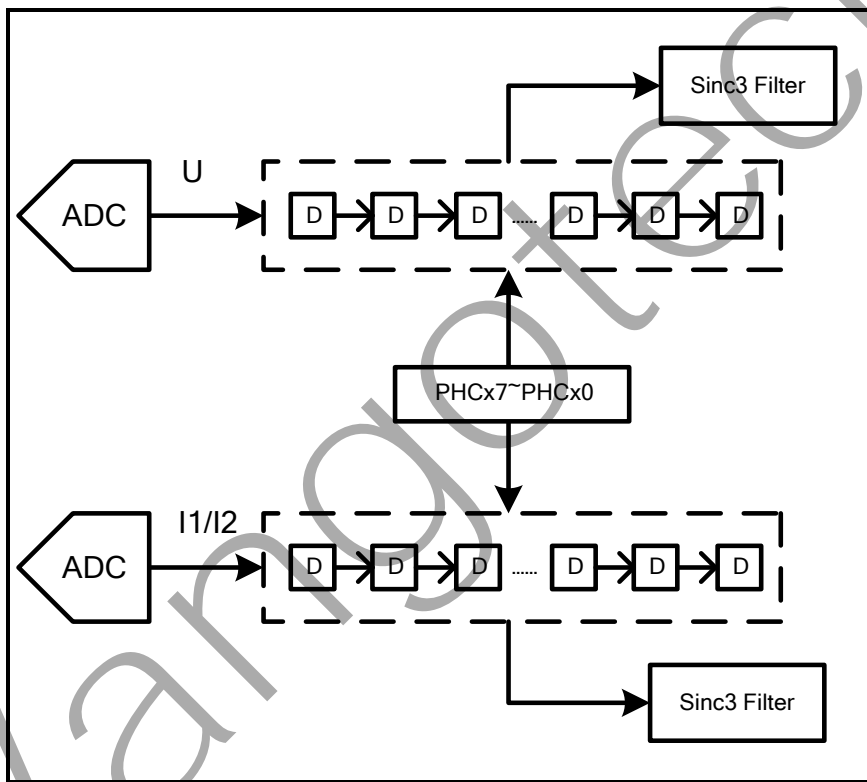 Sinc3 Filter
U
ADC
D D D ...... D D D
PHCx7~PHCx0
I1/I2
ADC
D D D ...... D D D
Sinc3 Filter